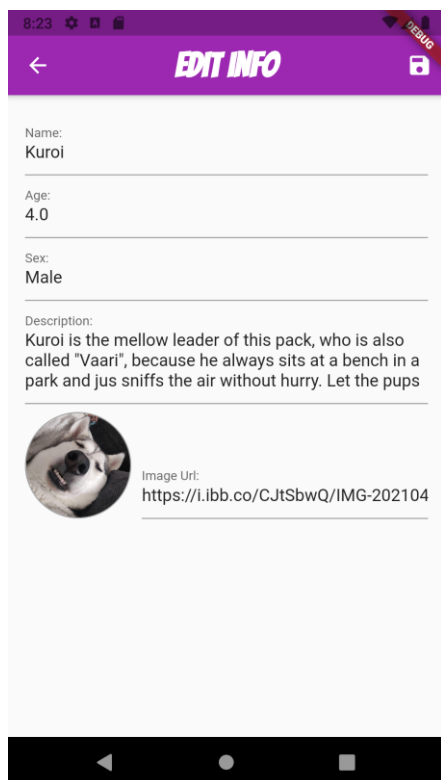 8:23
DEBUG
EDIT INFO
Name:
Kuroi
Age:
4.0
Sex:
Male
Description:
Kuroi is the mellow leader of this pack, who is also
called "Vaari", because he always sits at a bench in a
park and jus sniffs the air without hurry. Let the pups
Image Url:
https://i.ibb.co/CJtSbwQ/IMG-202104